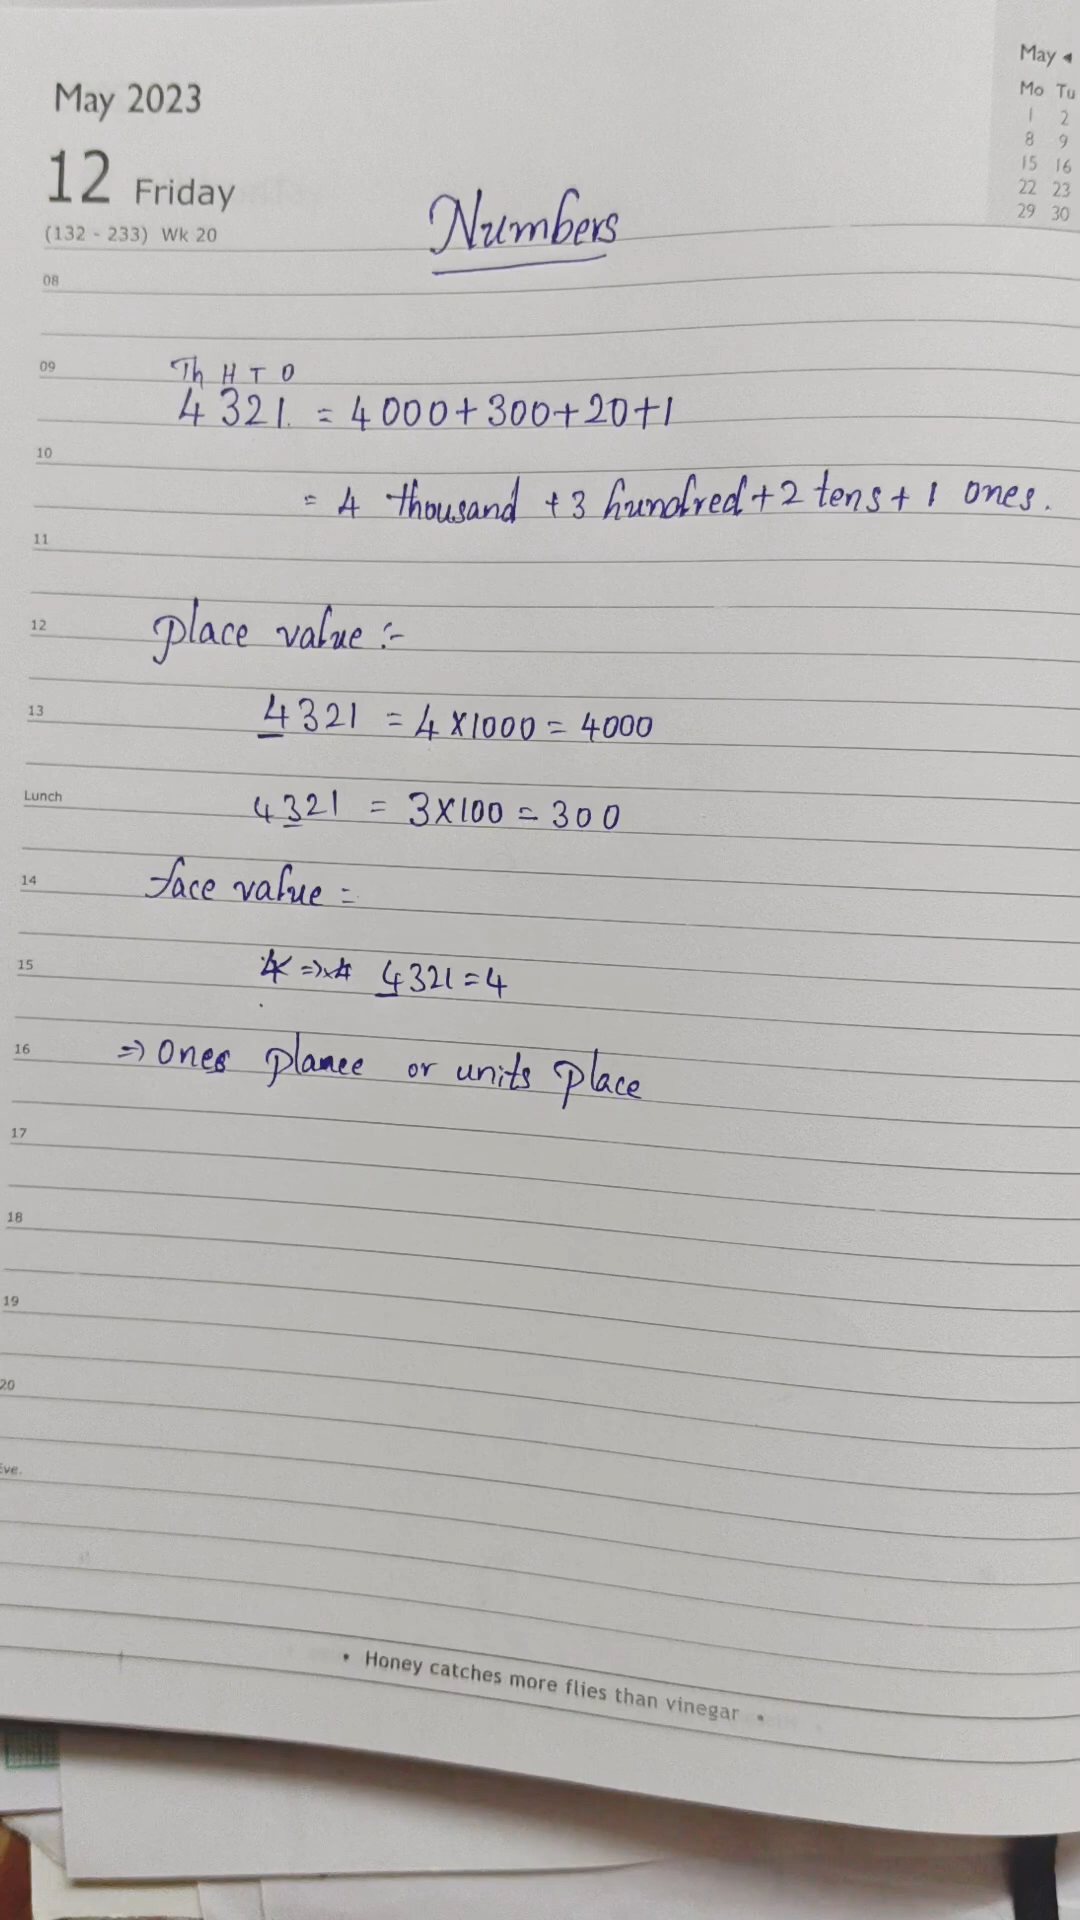 May 2023
12 Friday
(132 - 233) Wk 20
May ◂
Mo Tu
1 2
8 9
15 16
22 23
29 30
Numbers
08
09
Th H T O
4321 = 4000+300+20+1
10
= 4 thousand +3 hundred+2 tens+1 ones.
11
12
place value :-
13
4321 = 4×1000 = 4000
Lunch
4321 = 3×100 = 300
14
face value =
15
4321=4
16
⇒ Ones planee or units place
17
18
19
20
Eve.
• Honey catches more flies than vinegar •